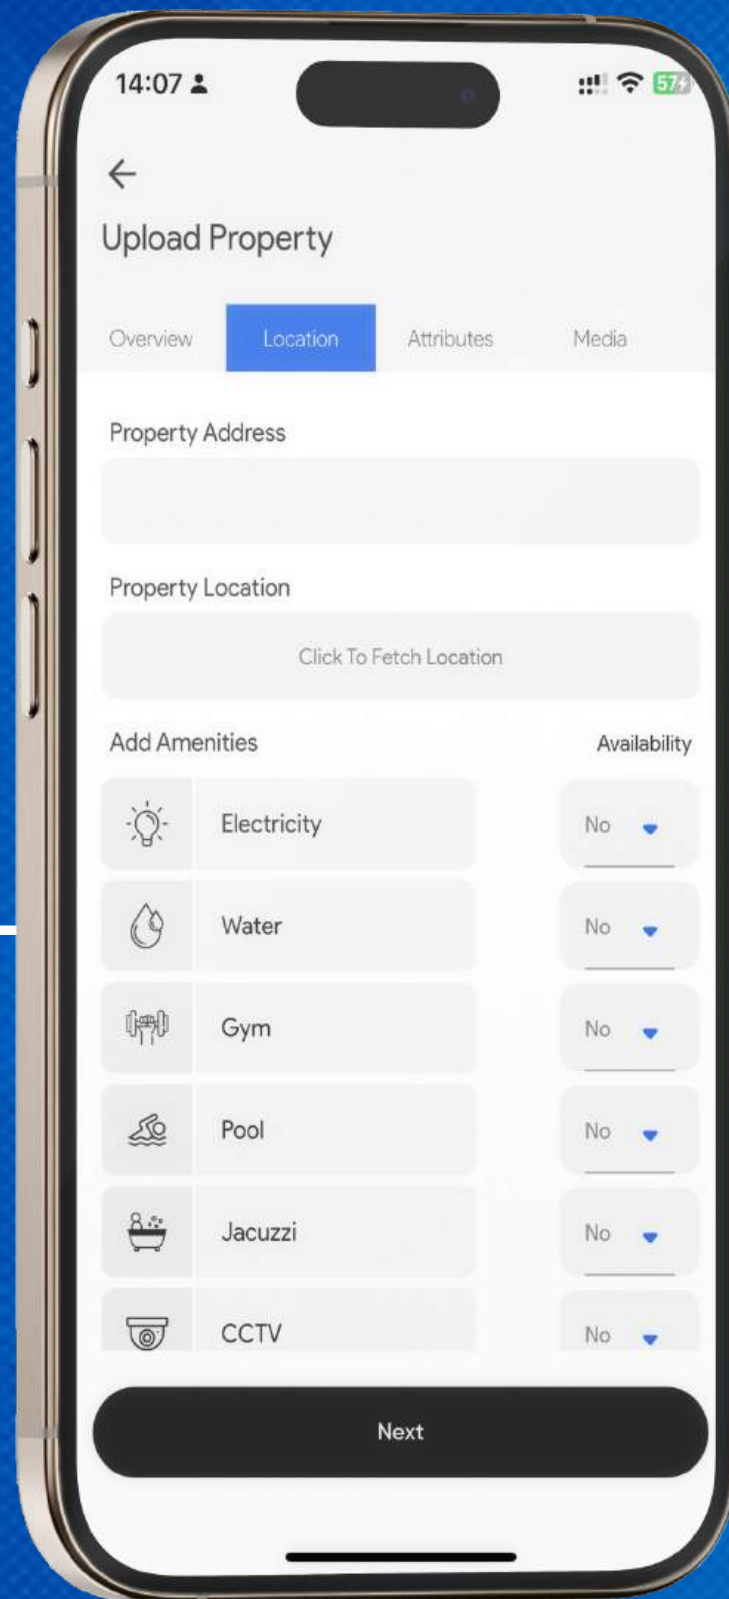 14:07
57
Upload Property
Overview Location Attributes Media
Property Address
Property Location
Click To Fetch Location
Add Amenities Availability
Electricity No
Water No
Gym No
Pool No
Jacuzzi No
CCTV No
Next